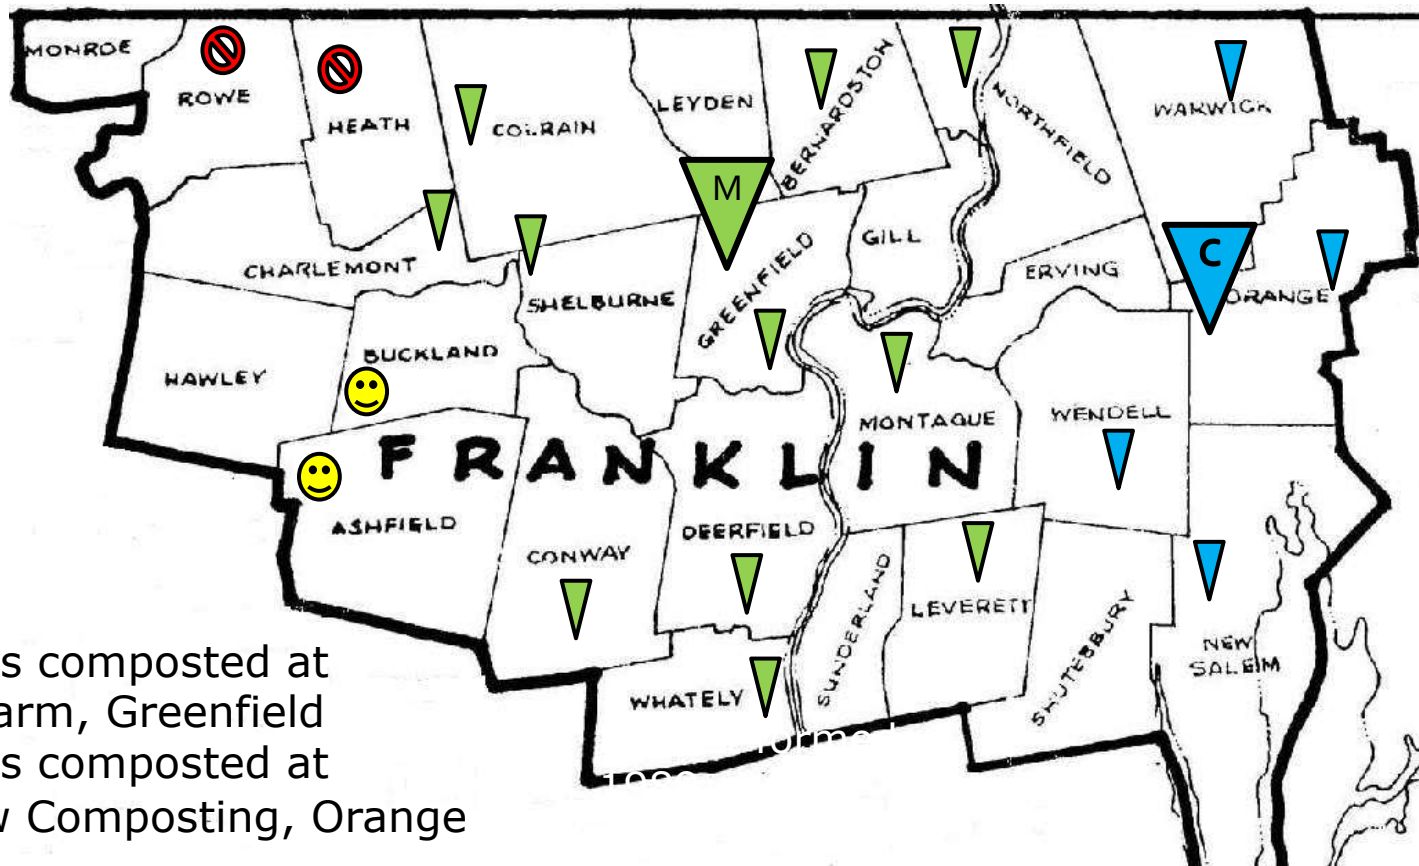 MONROE
ROWE
HEATH
COLRAIN
LEYDEN
BERNARDSTON
NORTHFIELD
WARWICK
M
GILL
C
CHARLEMONT
SHELBURNE
GREENFIELD
ERVING
ORANGE
BUCKLAND
HAWLEY
MONTAGUE
WENDELL
FRANKLIN
ASHFIELD
CONWAY
DEERFIELD
SUNDERLAND
LEVERETT
SHUTESBURY
NEW
SALEM
WHATELY
s composted at
arm, Greenfield
s composted at
w Composting, Orange